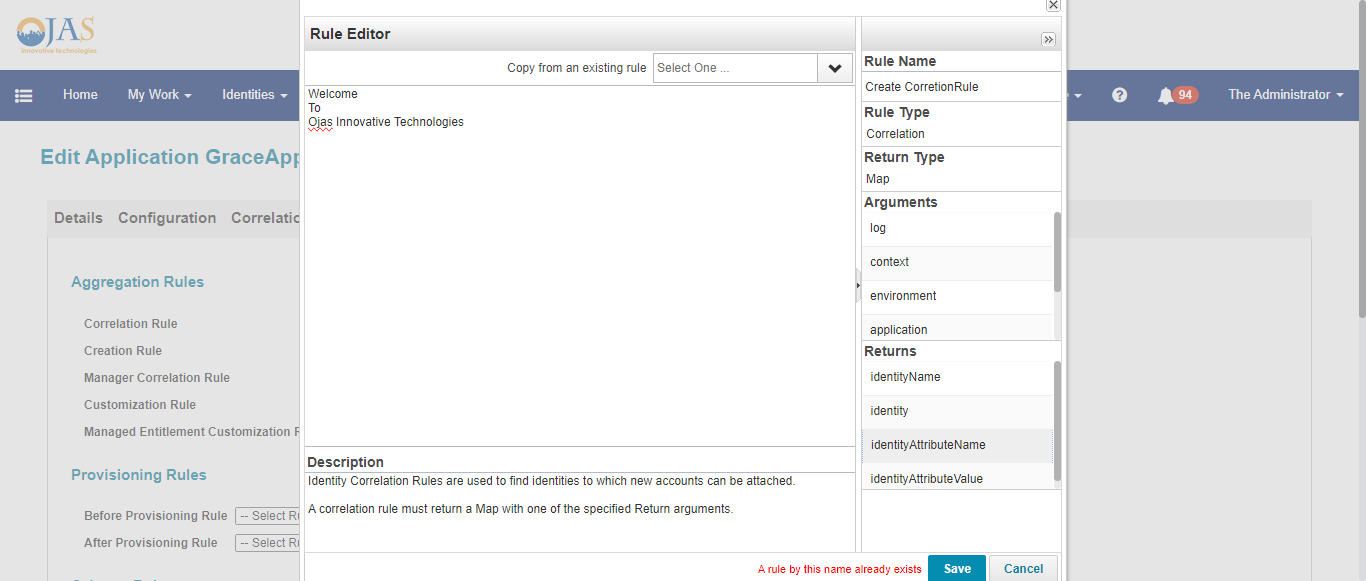 OJAS
innovative technologies
Home
My Work
Identities
94
The Administrator
Edit Application GraceApp
Details
Configuration
Correlatio
Aggregation Rules
Correlation Rule
Creation Rule
Manager Correlation Rule
Customization Rule
Managed Entitlement Customization R
Provisioning Rules
Before Provisioning Rule
-- Select Ru
After Provisioning Rule
-- Select Ru
Rule Editor
Copy from an existing rule
Select One ...
Welcome
To
Ojas Innovative Technologies
Description
Identity Correlation Rules are used to find identities to which new accounts can be attached.
A correlation rule must return a Map with one of the specified Return arguments.
Rule Name
Create CorretionRule
Rule Type
Correlation
Return Type
Map
Arguments
log
context
environment
application
Returns
identityName
identity
identityAttributeName
identityAttributeValue
A rule by this name already exists
Save
Cancel